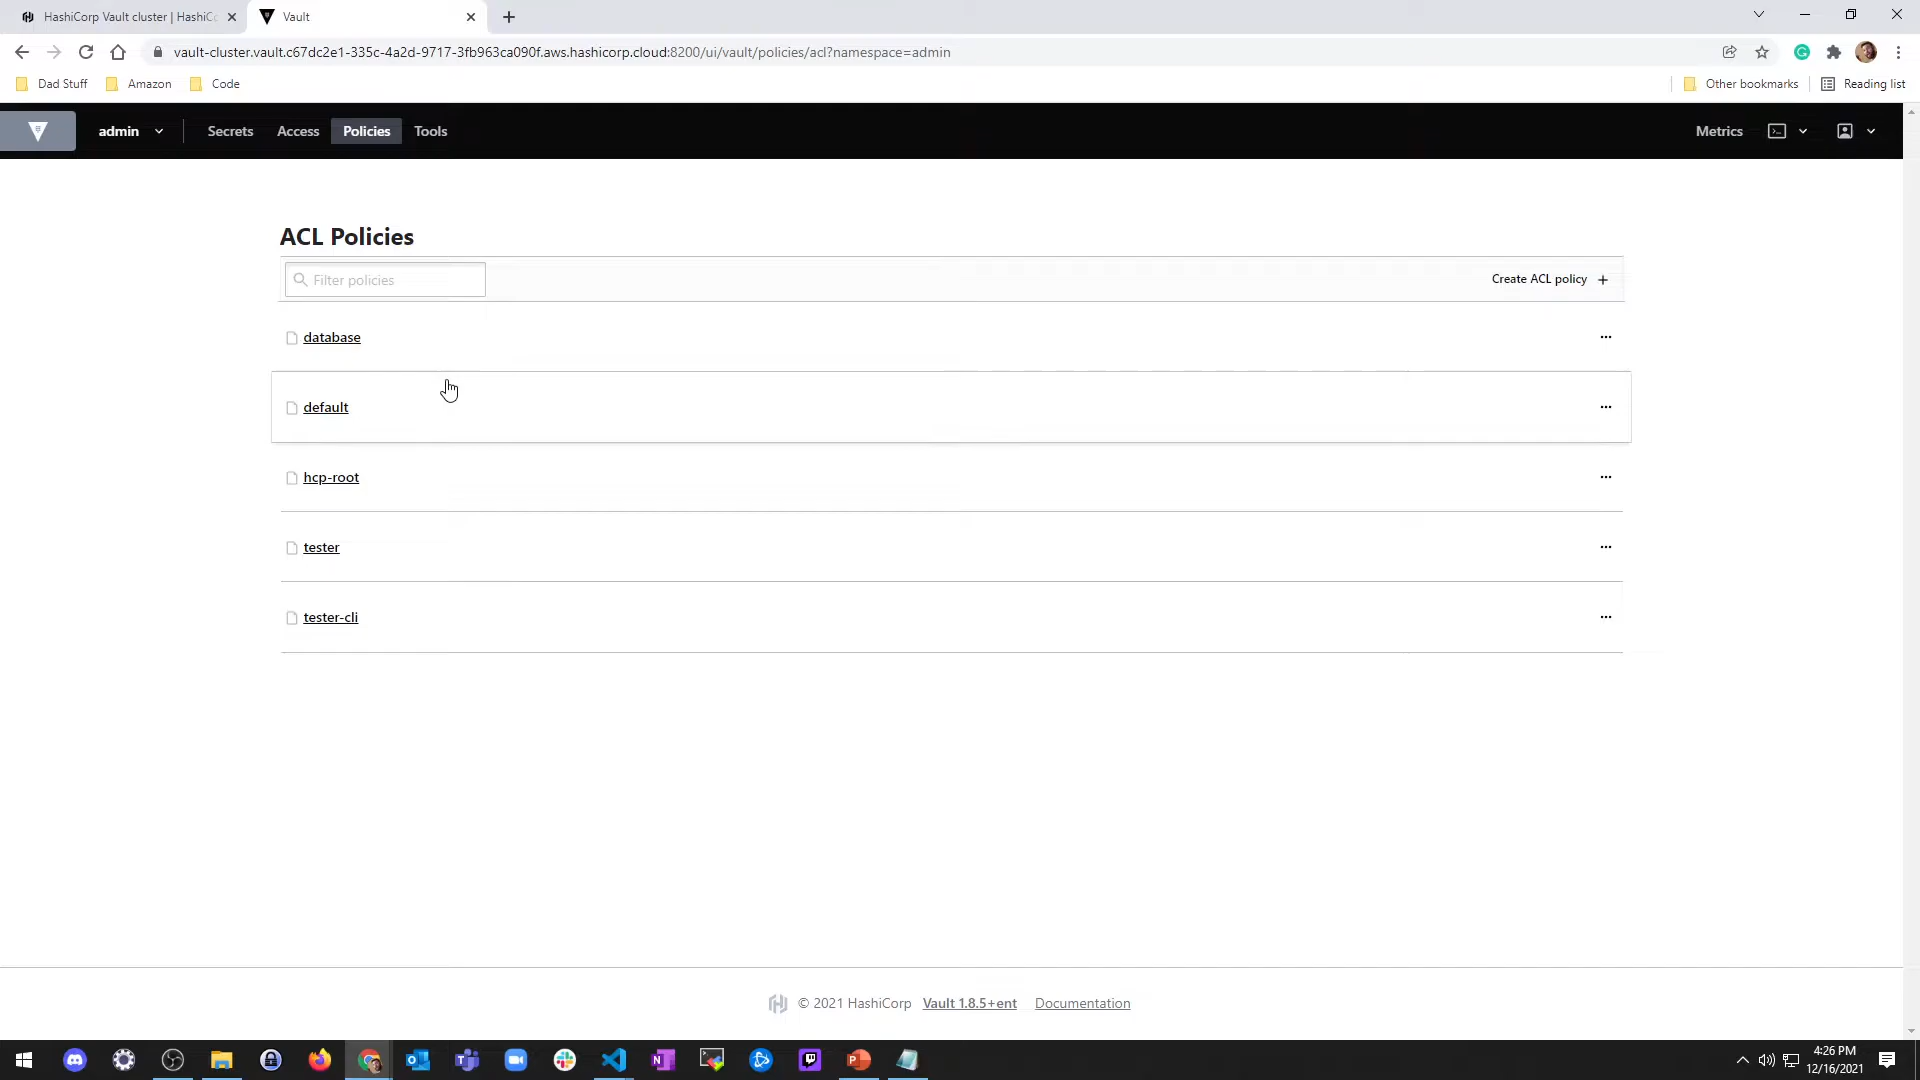 HashiCorp Vault cluster | HashiC
Vault
vault-cluster.vault.c67dc2e1-335c-4a2d-9717-3fb963ca090f.aws.hashicorp.cloud:8200/ui/vault/policies/acl?namespace=admin
Dad Stuff
Amazon
Code
Other bookmarks
Reading list
admin
Secrets
Access
Policies
Tools
Metrics
ACL Policies
Filter policies
Create ACL policy +
database
default
hcp-root
tester
tester-cli
© 2021 HashiCorp Vault 1.8.5+ent Documentation
4:26 PM
12/16/2021